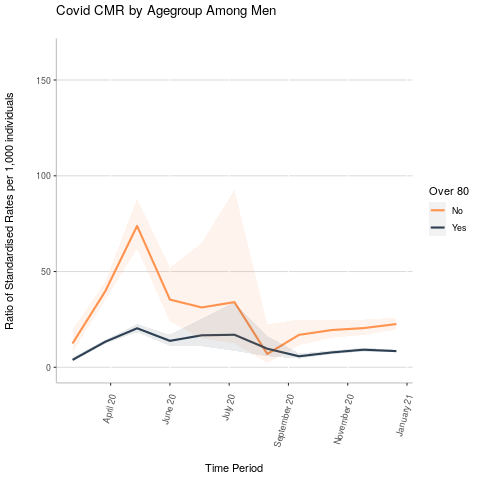 Covid CMR by Agegroup Among Men
Ratio of Standardised Rates per 1,000 individuals
150
100
50
0
April 20
June 20
July 20
September 20
November 20
January 21
Time Period
Over 80
No
Yes